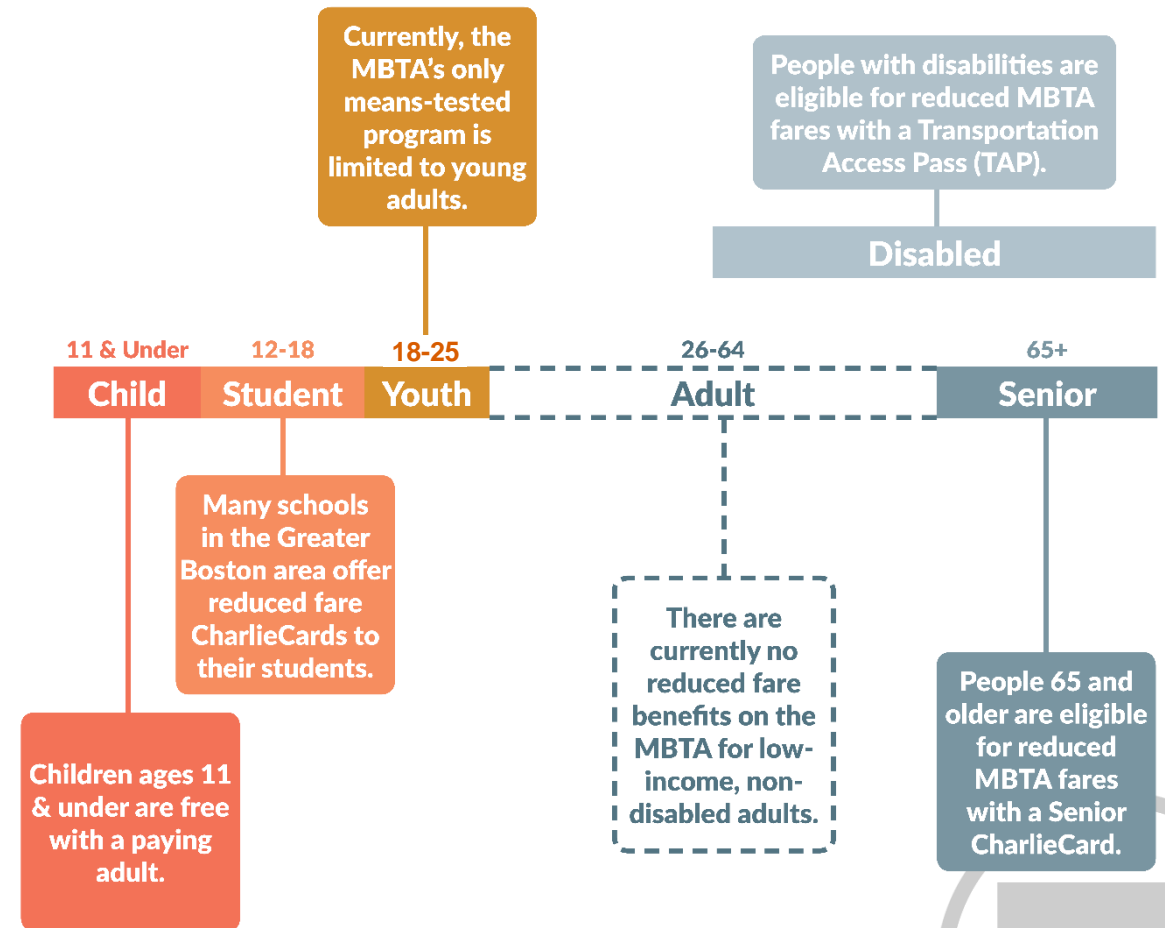 Currently, the
MBTA's only
means-tested
program is
limited to young
adults.
People with disabilities are
eligible for reduced MBTA
fares with a Transportation
Access Pass (TAP).
Disabled
11 & Under
12-18
18-25
26-64
65+
Child
Student
Youth
Adult
Senior
Many schools
in the Greater
Boston area offer
reduced fare
CharlieCards to
their students.
There are
currently no
reduced fare
benefits on the
MBTA for low-
income, non-
disabled adults.
People 65 and
older are eligible
for reduced
MBTA fares
with a Senior
CharlieCard.
Children ages 11
& under are free
with a paying
adult.